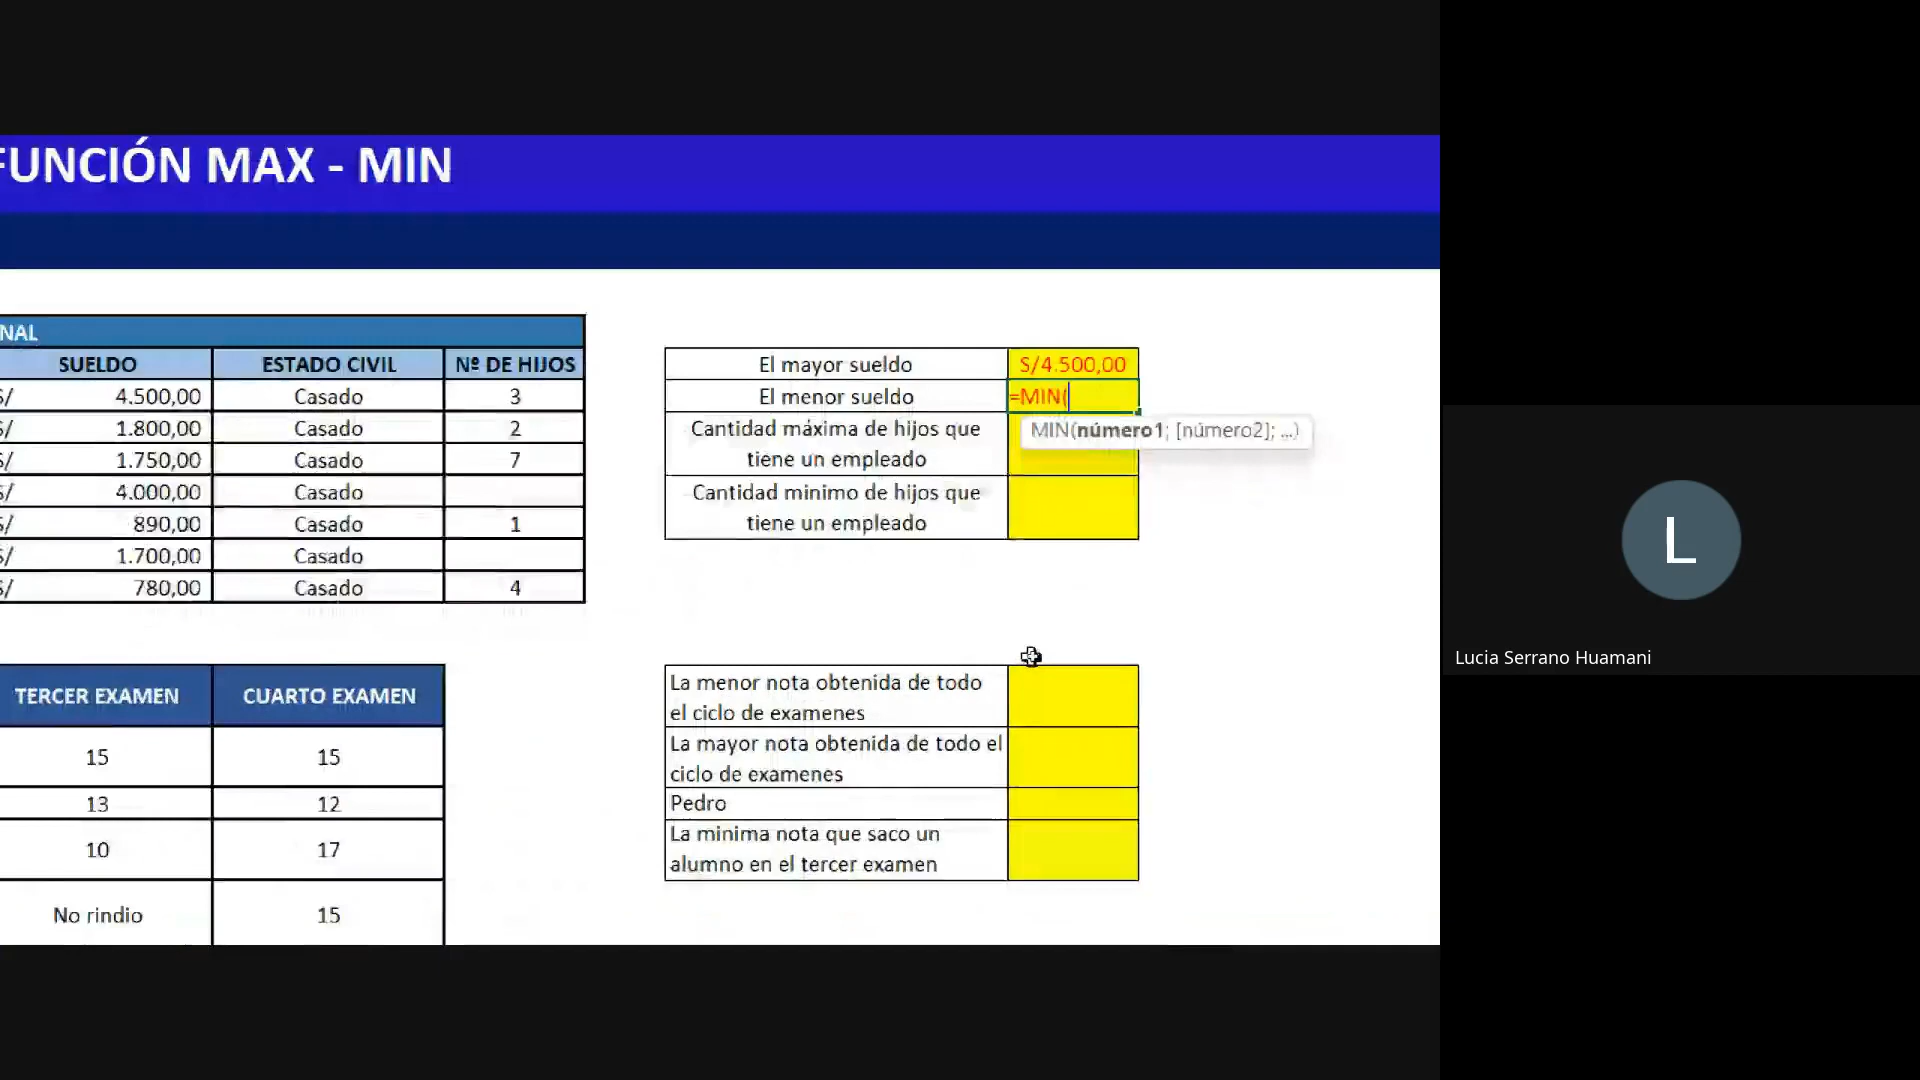 FUNCIÓN MAX - MIN
NAL
SUELDO ESTADO CIVIL Nº DE HIJOS
S/ 4.500,00 Casado 3
S/ 1.800,00 Casado 2
S/ 1.750,00 Casado 7
S/ 4.000,00 Casado
S/ 890,00 Casado 1
S/ 1.700,00 Casado
S/ 780,00 Casado 4
El mayor sueldo S/4.500,00
El menor sueldo =MIN(
MIN(número1; [número2]; ...)
Cantidad máxima de hijos que
tiene un empleado
Cantidad minimo de hijos que
tiene un empleado
TERCER EXAMEN CUARTO EXAMEN
15 15
13 12
10 17
No rindio 15
La menor nota obtenida de todo
el ciclo de examenes
La mayor nota obtenida de todo el
ciclo de examenes
Pedro
La minima nota que saco un
alumno en el tercer examen
L
Lucia Serrano Huamani